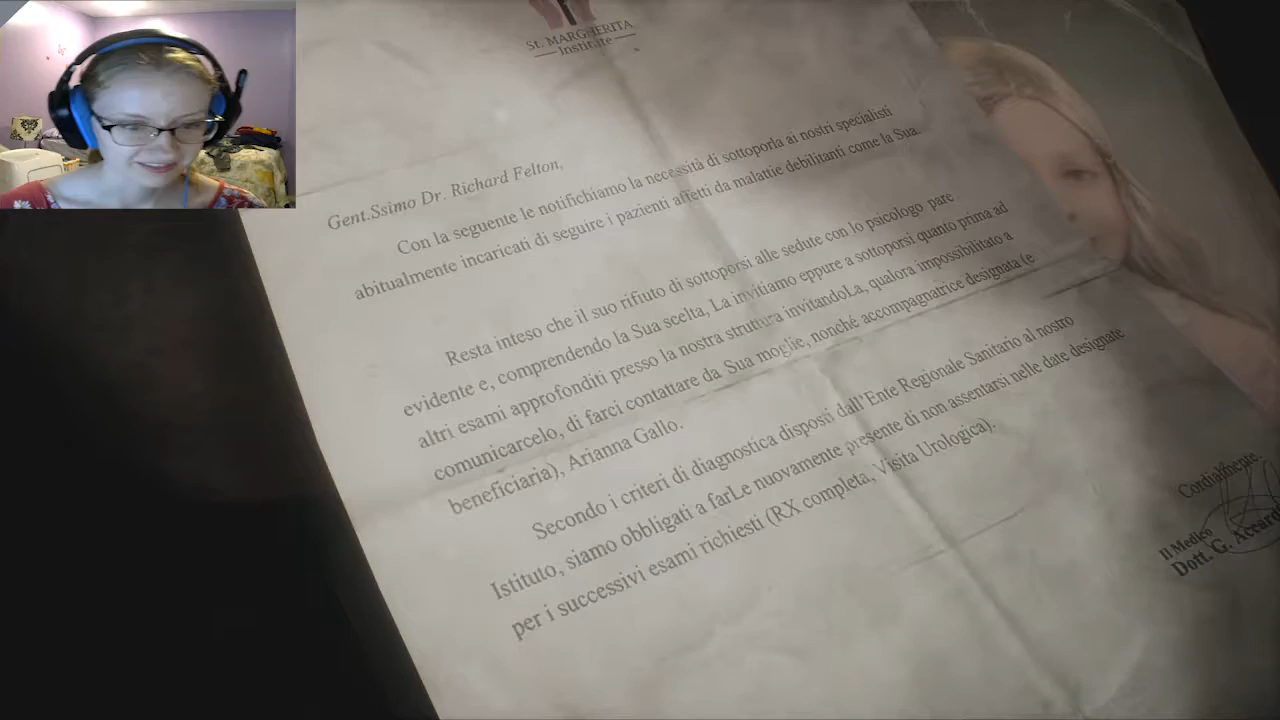 St. MARGHERITA
Institute
Gent.Ssimo Dr. Richard Felton,
Con la seguente le notifichiamo la necessità di sottoporla ai nostri specialisti
abitualmente incaricati di seguire i pazienti affetti da malattie debilitanti come la Sua.
Resta inteso che il suo rifiuto di sottoporsi alle sedute con lo psicologo pare
evidente e, comprendendo la Sua scelta, La invitiamo eppure a sottoporsi quanto prima ad
altri esami approfonditi presso la nostra struttura invitandoLa, qualora impossibilitato a
comunicarcelo, di farci contattare da Sua moglie, nonché accompagnatrice designata (e
beneficiaria), Arianna Gallo.
Secondo i criteri di diagnostica disposti dall'Ente Regionale Sanitario al nostro
Istituto, siamo obbligati a farLe nuovamente presente di non assentarsi nelle date designate
per i successivi esami richiesti (RX completa, Visita Urologica).
Cordialmente,
Il Medico
Dott. G.